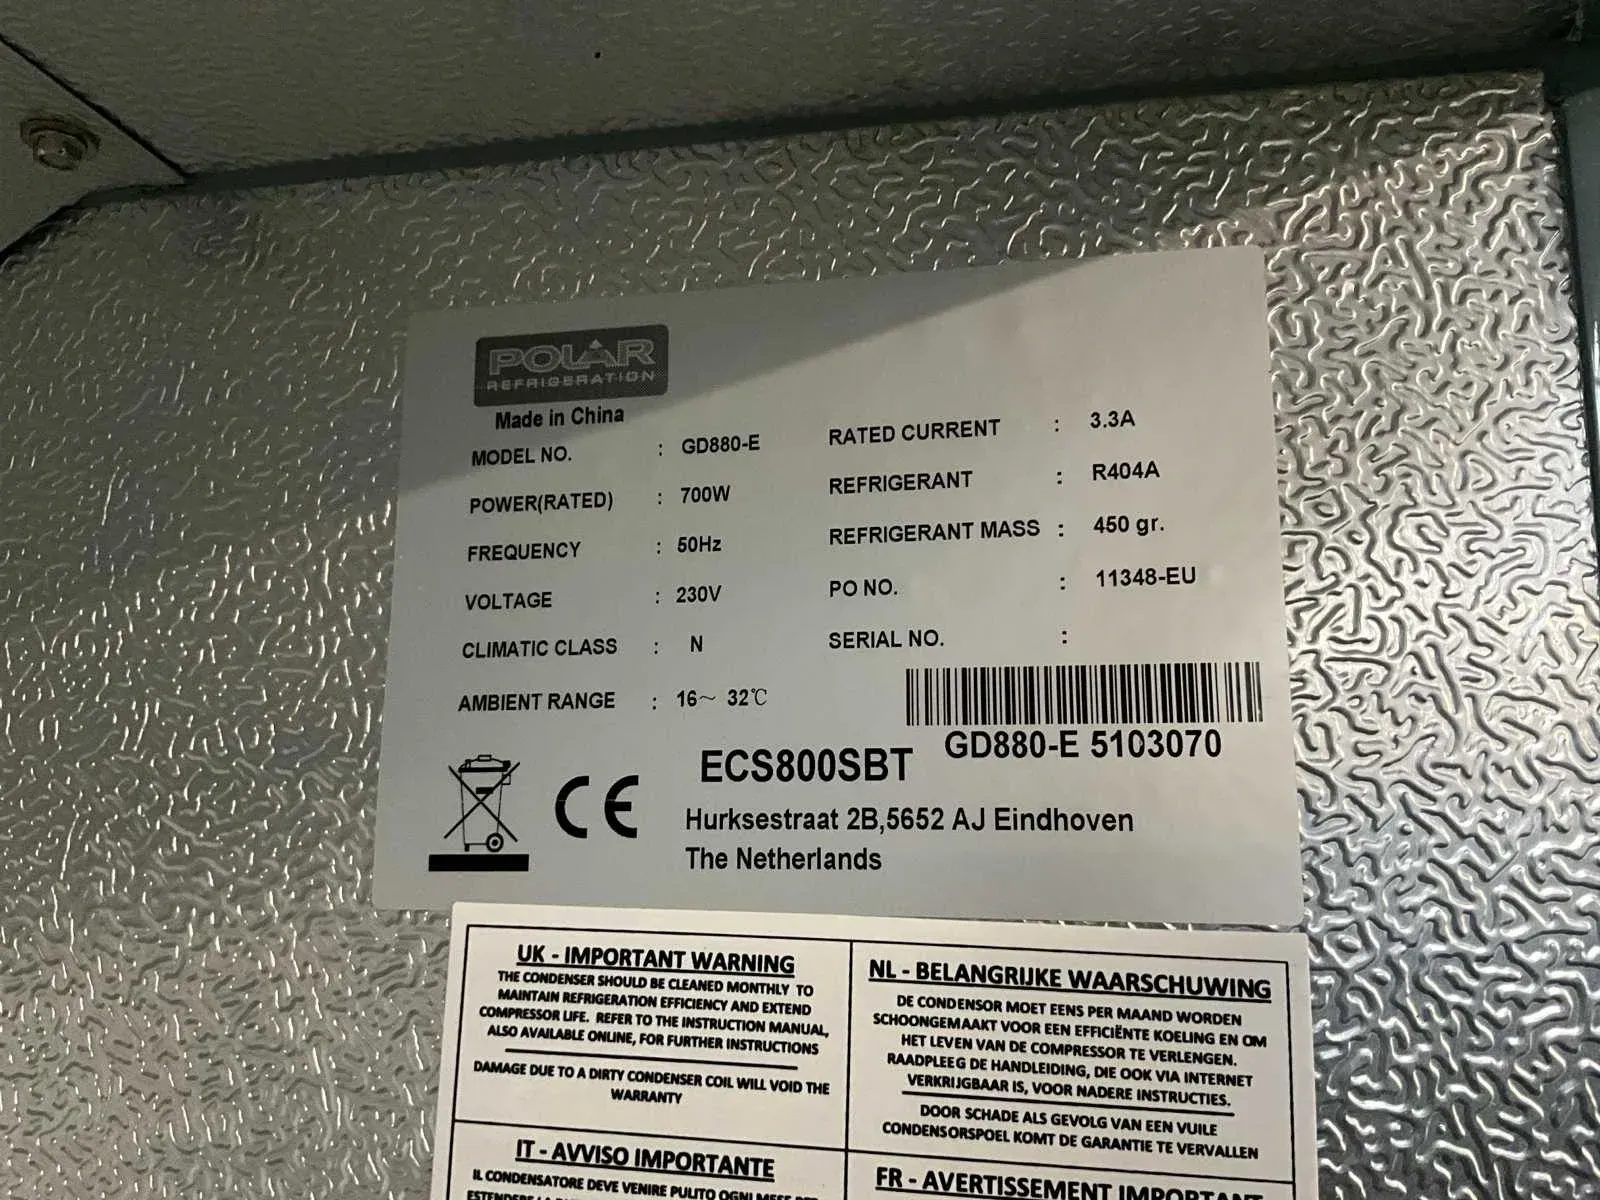 POLAR
REFRIGERATION
Made in China
MODEL NO. : GD880-E
POWER(RATED) : 700W
FREQUENCY : 50Hz
VOLTAGE : 230V
CLIMATIC CLASS : N
AMBIENT RANGE : 16~ 32℃
RATED CURRENT : 3.3A
REFRIGERANT : R404A
REFRIGERANT MASS : 450 gr.
PO NO. : 11348-EU
SERIAL NO. :
GD880-E 5103070
CE
ECS800SBT
Hurksestraat 2B,5652 AJ Eindhoven
The Netherlands
UK - IMPORTANT WARNING
THE CONDENSER SHOULD BE CLEANED MONTHLY TO
MAINTAIN REFRIGERATION EFFICIENCY AND EXTEND
COMPRESSOR LIFE. REFER TO THE INSTRUCTION MANUAL,
ALSO AVAILABLE ONLINE, FOR FURTHER INSTRUCTIONS
DAMAGE DUE TO A DIRTY CONDENSER COIL WILL VOID THE
WARRANTY
NL - BELANGRIJKE WAARSCHUWING
DE CONDENSOR MOET EENS PER MAAND WORDEN
SCHOONGEMAAKT VOOR EEN EFFICIËNTE KOELING EN OM
HET LEVEN VAN DE COMPRESSOR TE VERLENGEN.
RAADPLEEG DE HANDLEIDING, DIE OOK VIA INTERNET
VERKRIJGBAAR IS, VOOR NADERE INSTRUCTIES.
DOOR SCHADE ALS GEVOLG VAN EEN VUILE
CONDENSORSPOEL KOMT DE GARANTIE TE VERVALLEN
IT - AVVISO IMPORTANTE
IL CONDENSATORE DEVE VENIRE PULITO OGNI MESE PER
ESTENDERE LA
FR - AVERTISSEMENT IMPORTANT